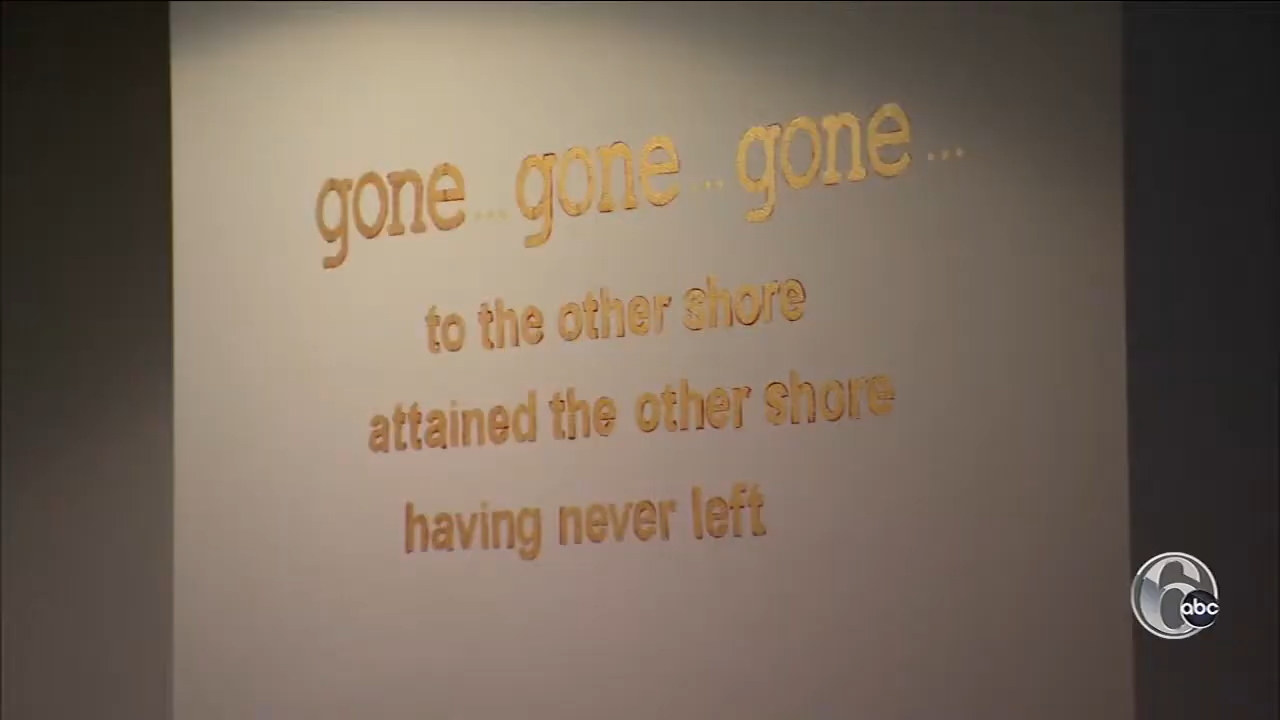 gone... gone... gone...
to the other shore
attained the other shore
having never left
6 abc